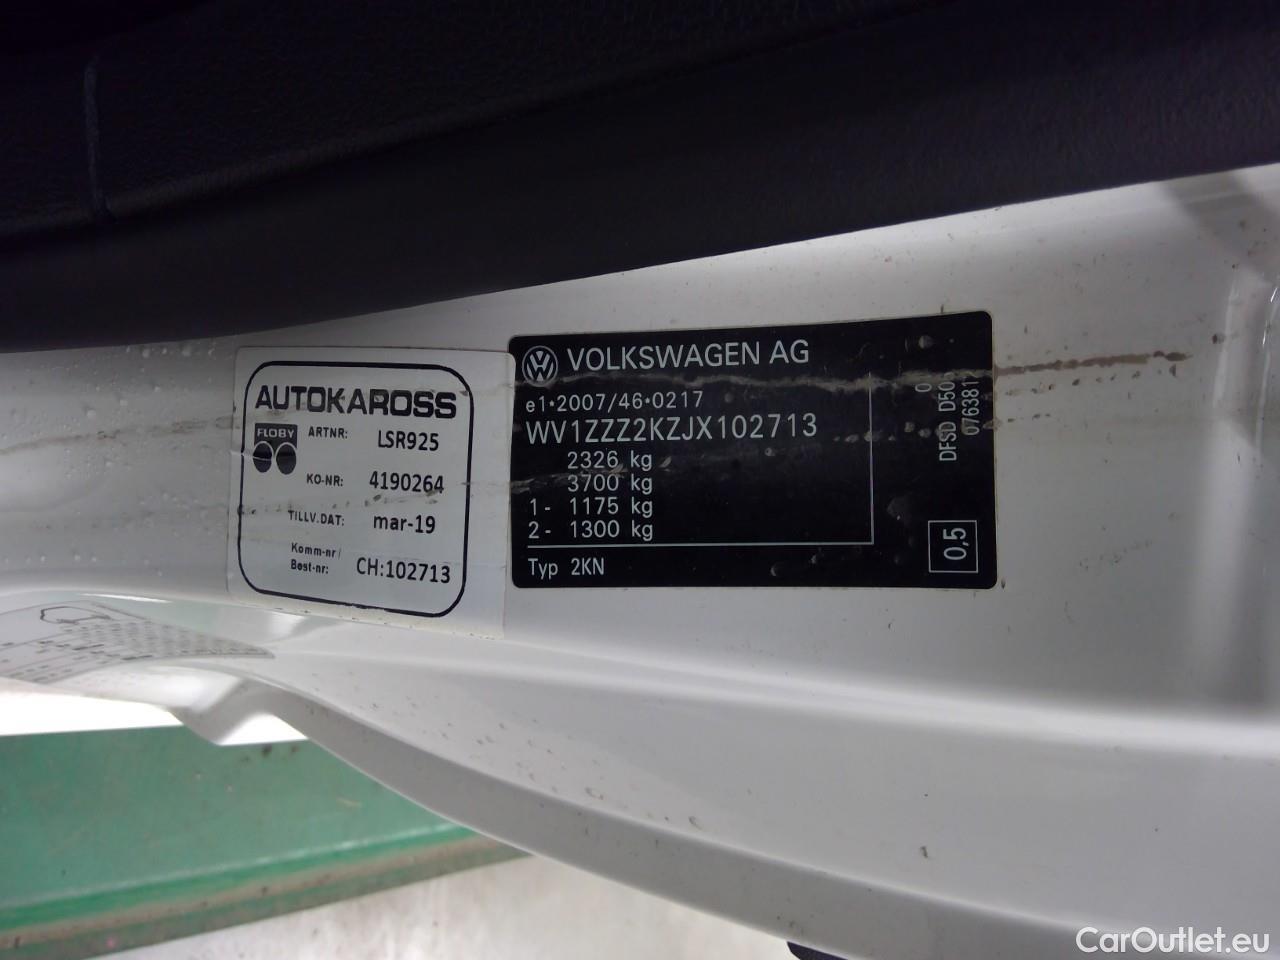 AUTOKAROSS
FLOBY
ARTNR: LSR925
KO-NR: 4190264
TILLV.DAT: mar-19
Komm-nr/
Best-nr: CH:102713
VOLKSWAGEN AG
e1*2007/46*0217
WV1ZZZ2KZJX102713
2326 kg
3700 kg
1- 1175 kg
2- 1300 kg
Typ 2KN
DFSD D50
0,5
CarOutlet.eu